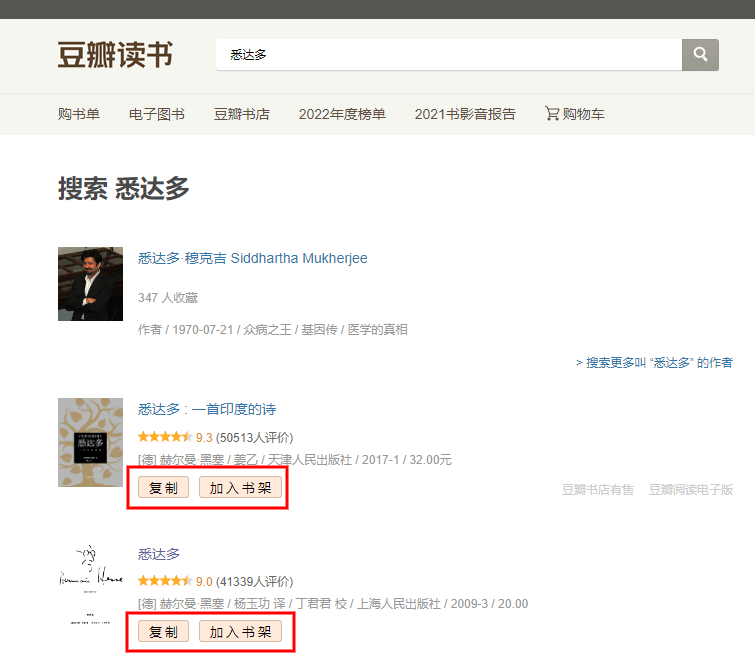 豆瓣读书
悉达多
购书单 电子图书 豆瓣书店 2022年度榜单 2021书影音报告 购物车
搜索 悉达多
悉达多·穆克吉 Siddhartha Mukherjee
347 人收藏
作者 / 1970-07-21 / 众病之王 / 基因传 / 医学的真相
> 搜索更多叫 “悉达多” 的作者
悉达多
悉达多 : 一首印度的诗
9.3 (50513人评价)
[德] 赫尔曼·黑塞 / 姜乙 / 天津人民出版社 / 2017-1 / 32.00元
复制 加入书架
豆瓣书店有售 豆瓣阅读电子版
Hermann Hesse
悉达多
9.0 (41339人评价)
[德] 赫尔曼·黑塞 / 杨玉功 译 / 丁君君 校 / 上海人民出版社 / 2009-3 / 20.00
复制 加入书架